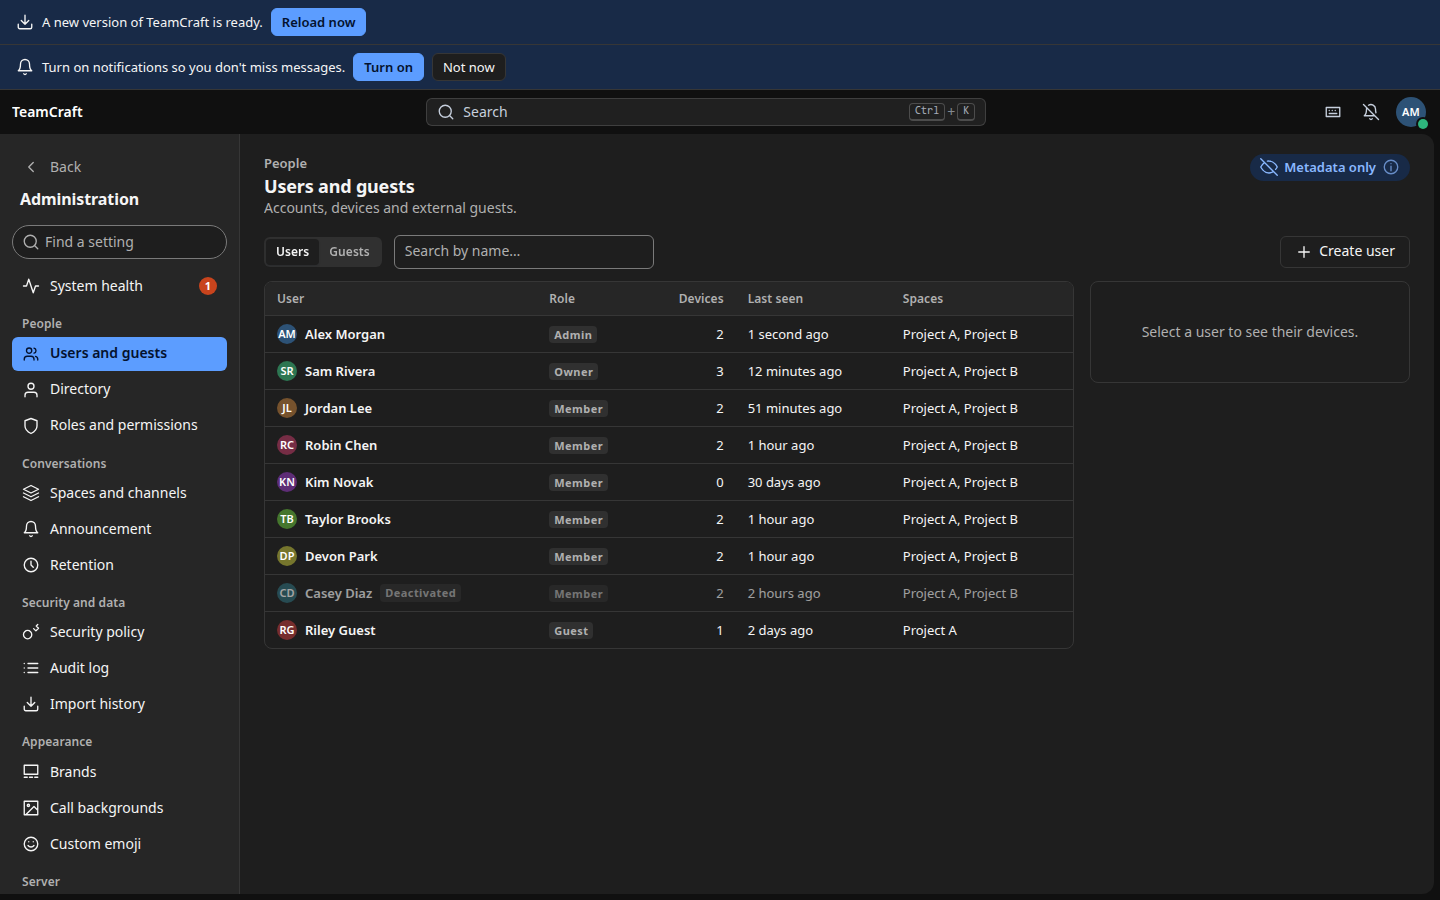 A new version of TeamCraft is ready. Reload now
Turn on notifications so you don't miss messages. Turn on Not now
TeamCraft
Search Ctrl + K
AM
Back
Administration
Find a setting
System health 1
People
Users and guests
Directory
Roles and permissions
Conversations
Spaces and channels
Announcement
Retention
Security and data
Security policy
Audit log
Import history
Appearance
Brands
Call backgrounds
Custom emoji
Server
People
Users and guests
Accounts, devices and external guests.
Metadata only
Users Guests Search by name...
Create user
User Role Devices Last seen Spaces
AM Alex Morgan Admin 2 1 second ago Project A, Project B
SR Sam Rivera Owner 3 12 minutes ago Project A, Project B
JL Jordan Lee Member 2 51 minutes ago Project A, Project B
RC Robin Chen Member 2 1 hour ago Project A, Project B
KN Kim Novak Member 0 30 days ago Project A, Project B
TB Taylor Brooks Member 2 1 hour ago Project A, Project B
DP Devon Park Member 2 1 hour ago Project A, Project B
CD Casey Diaz Deactivated Member 2 2 hours ago Project A, Project B
RG Riley Guest Guest 1 2 days ago Project A
Select a user to see their devices.